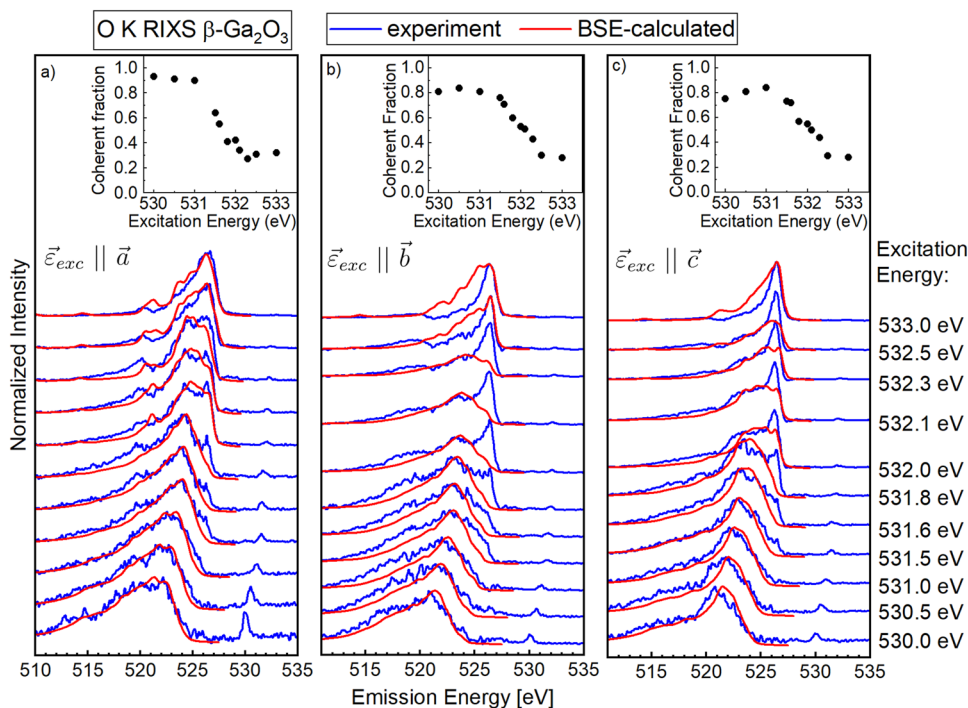 O K RIXS β-Ga2O3
experiment
BSE-calculated
a)
1.0
0.8
0.6
0.4
0.2
0.0
Coherent fraction
530 531 532 533
Excitation Energy (eV)
b)
1.0
0.8
0.6
0.4
0.2
0.0
Coherent Fraction
530 531 532 533
Excitation Energy (eV)
c)
1.0
0.8
0.6
0.4
0.2
0.0
Coherent Fraction
530 531 532 533
Excitation Energy (eV)
ε⃗exc || a⃗
ε⃗exc || b⃗
ε⃗exc || c⃗
Excitation
Energy:
533.0 eV
532.5 eV
532.3 eV
532.1 eV
532.0 eV
531.8 eV
531.6 eV
531.5 eV
531.0 eV
530.5 eV
530.0 eV
Normalized Intensity
510 515 520 525 530 535
515 520 525 530 535
515 520 525 530 535
Emission Energy [eV]